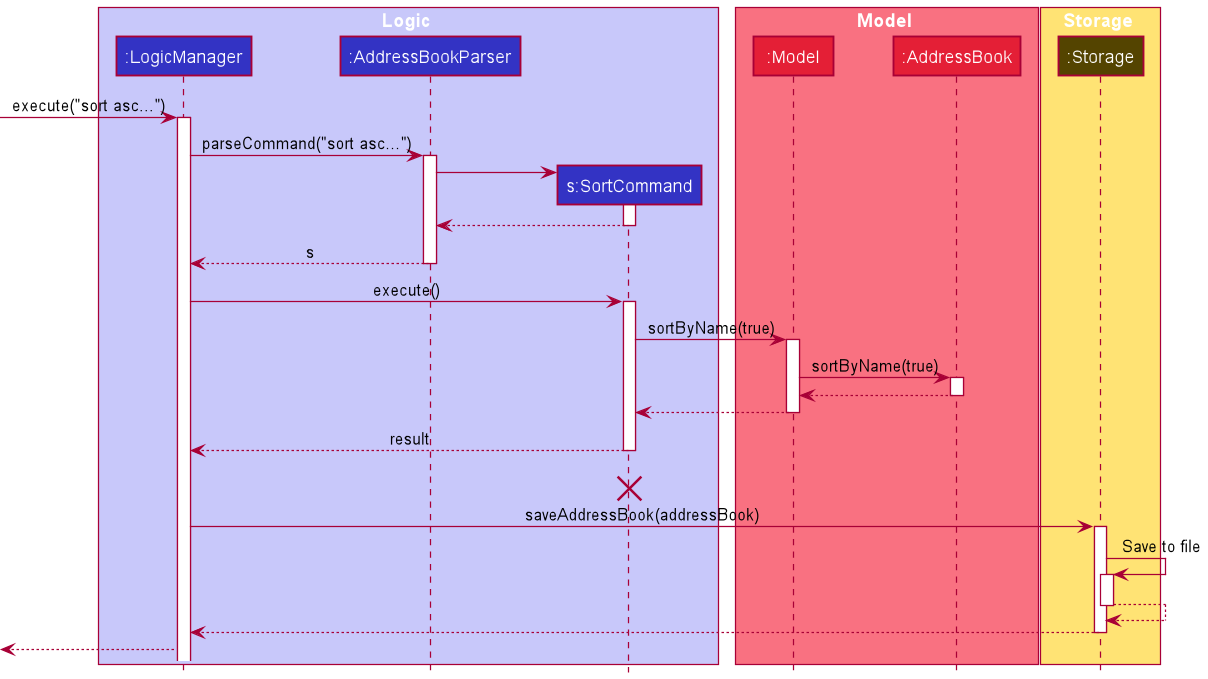 Logic
Model
Storage
:LogicManager
:AddressBookParser
:Model
:AddressBook
:Storage
execute("sort asc...")
parseCommand("sort asc...")
s:SortCommand
s
execute()
sortByName(true)
sortByName(true)
result
saveAddressBook(addressBook)
Save to file